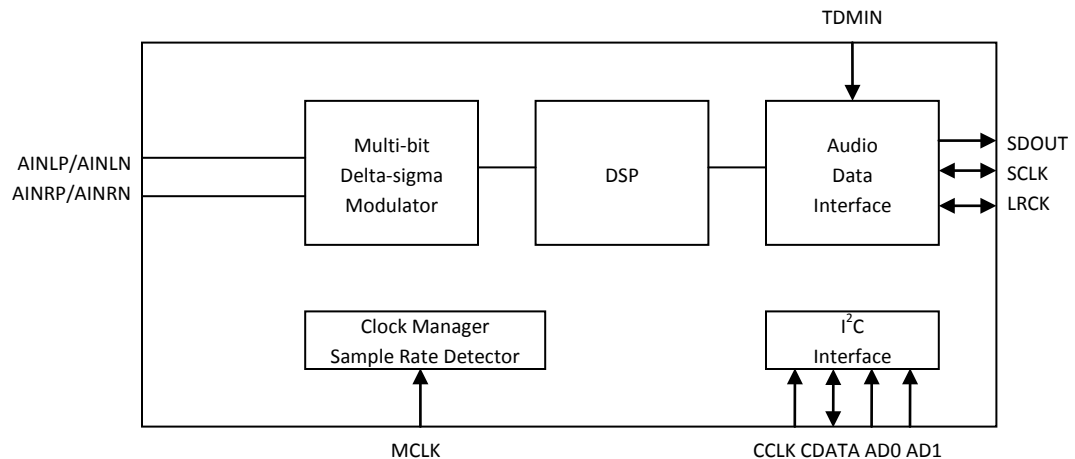 TDMIN
AINLP/AINLN
AINRP/AINRN
Multi-bit
Delta-sigma
Modulator
DSP
Audio
Data
Interface
SDOUT
SCLK
LRCK
Clock Manager
Sample Rate Detector
I²C
Interface
MCLK
CCLK CDATA AD0 AD1